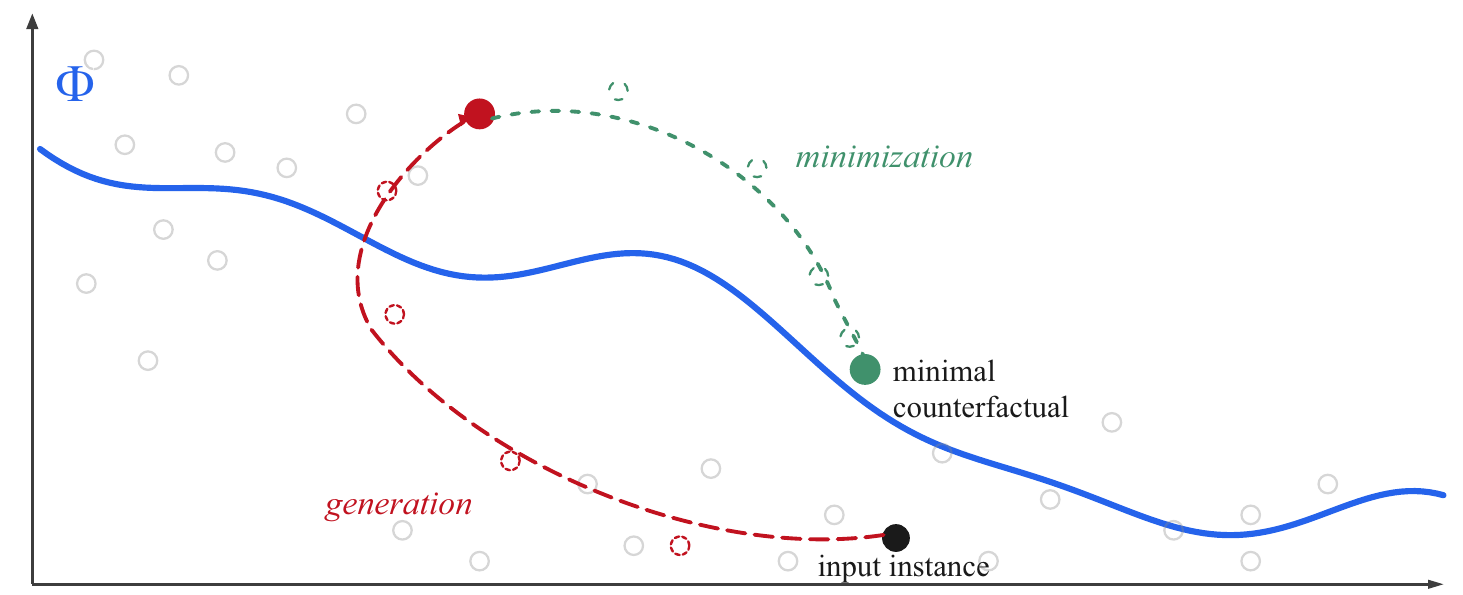 Φ
minimization
minimal
counterfactual
generation
input instance